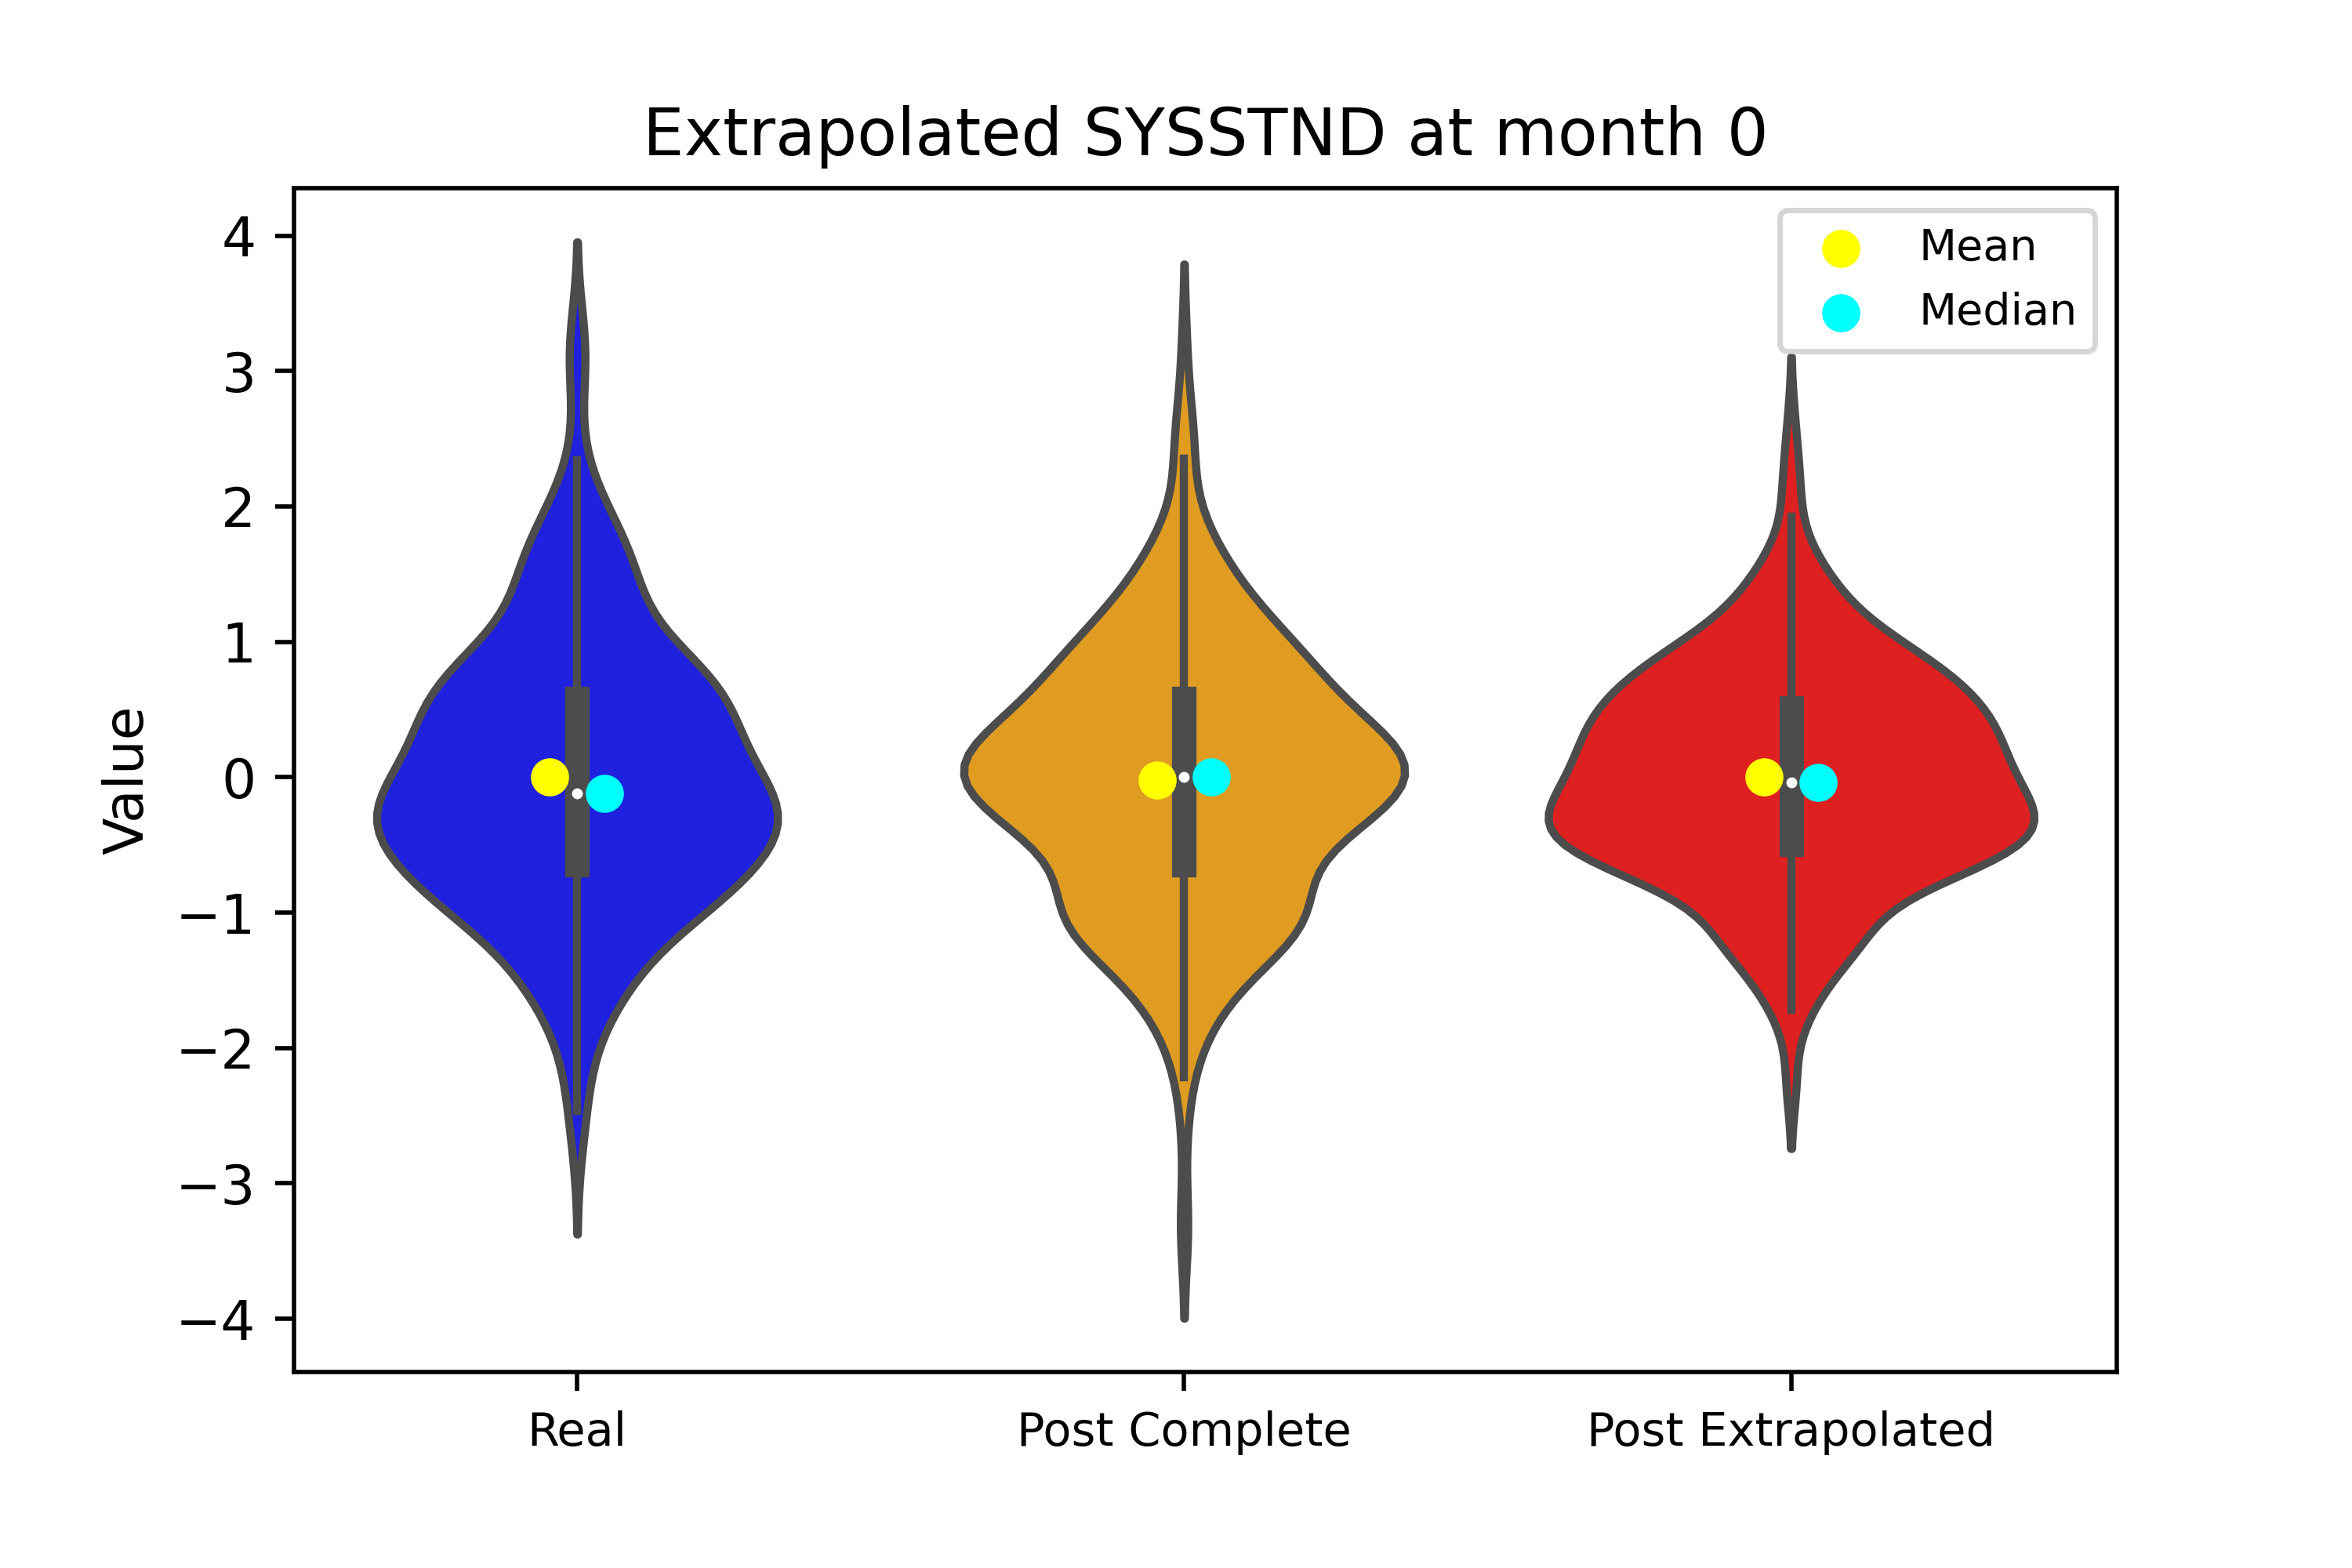 Extrapolated SYSSTND at month 0
Mean
Median
4
3
2
1
0
−1
−2
−3
−4
Value
Real
Post Complete
Post Extrapolated